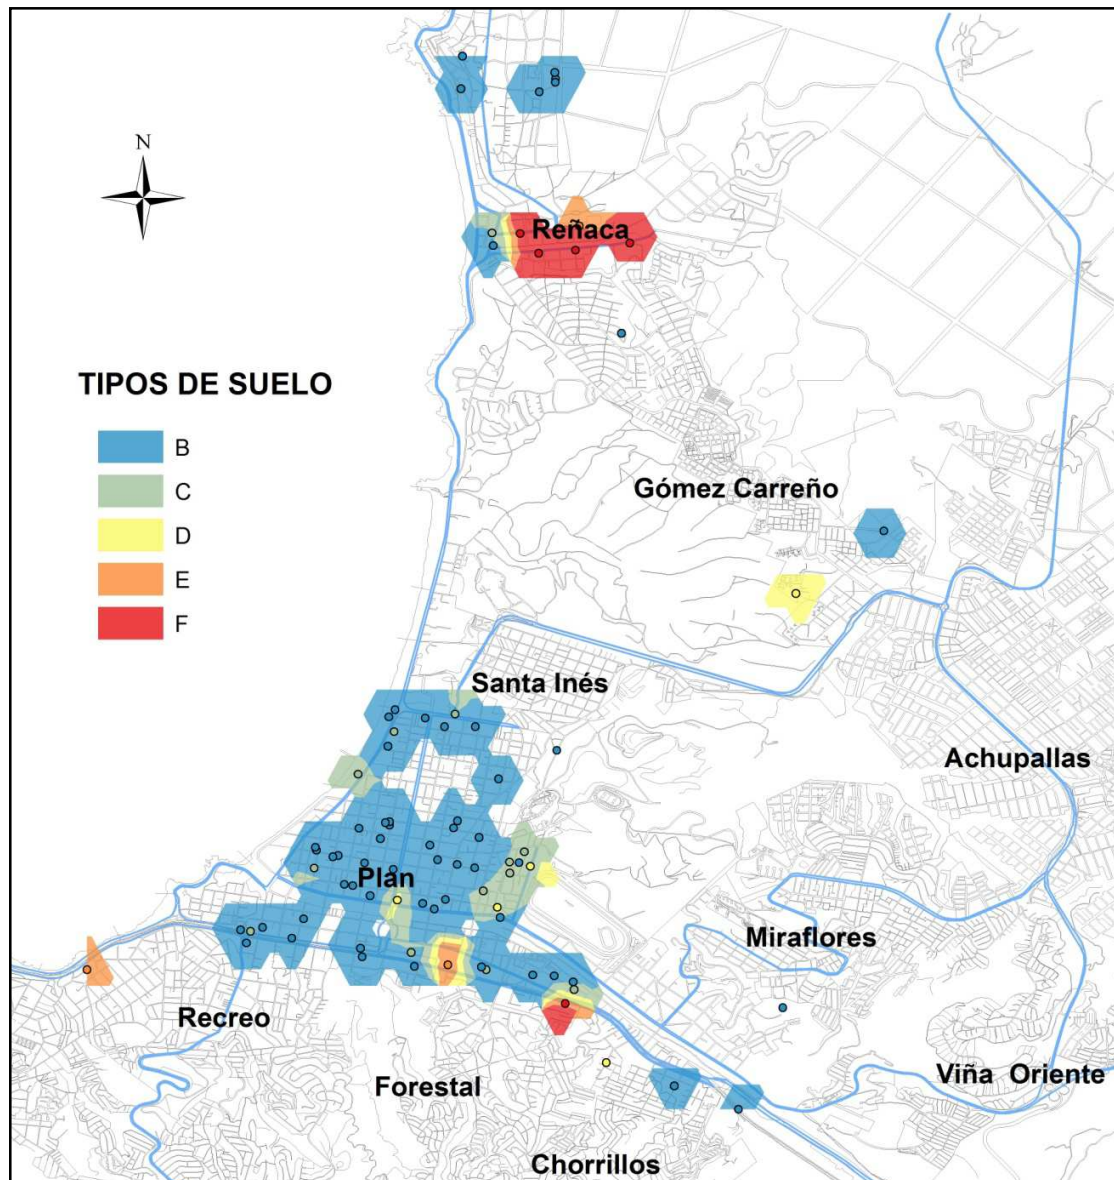 N
Reñaca
TIPOS DE SUELO
B
C
D
E
F
Gómez Carreño
Santa Inés
Achupallas
Plan
Miraflores
Recreo
Forestal
Viña Oriente
Chorrillos